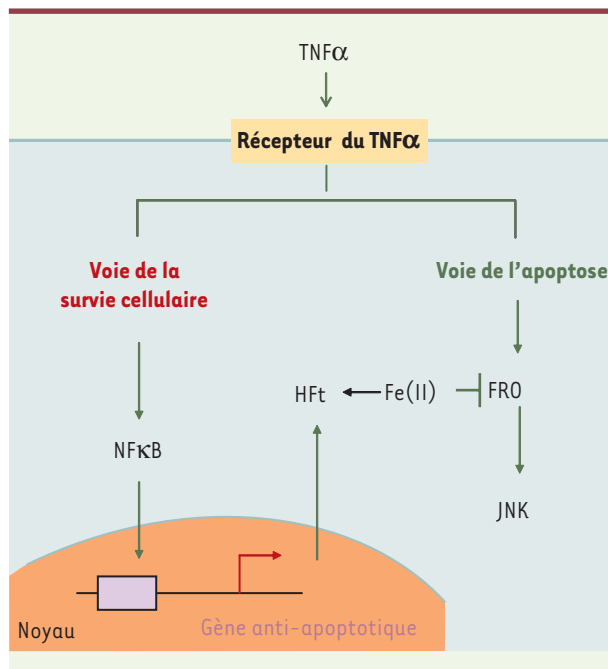 TNFα
Récepteur du TNFα
Voie de la
survie cellulaire
Voie de l'apoptose
HFt
Fe(II)
FRO
NFκB
JNK
Noyau
Gène anti-apoptotique